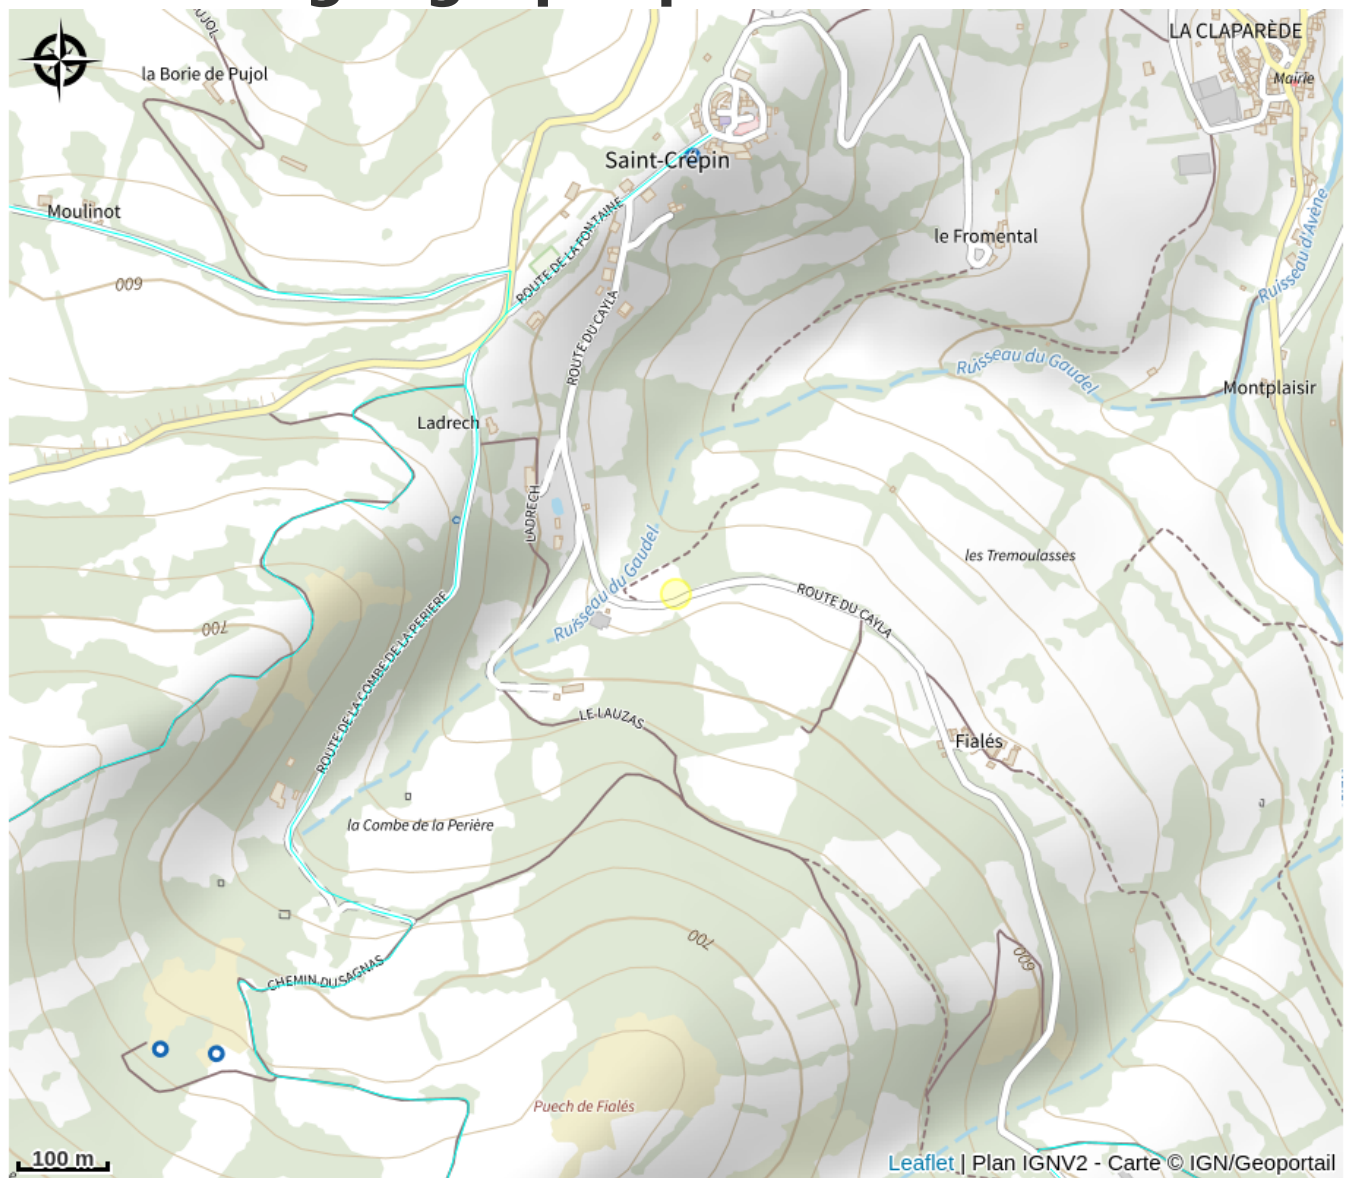 LA CLAPARÈDE
Mairie
la Borie de Pujol
Saint-Crépin
Moulinot
ROUTE DE LA FONTAINE
le Fromental
Ruisseau d'Avène
600
ROUTE DU CAYLA
Ruisseau du Gaudel
Montplaisir
Ladrech
LADRECH
les Tremoulasses
Ruisseau du Gaudel
ROUTE DU CAYLA
700
ROUTE DE LA COMBE DE LA PERIERE
LE LAUZAS
Fialés
la Combe de la Perière
700
600
CHEMIN DU SAGNAS
Puech de Fialés
100 m
Leaflet | Plan IGNV2 - Carte © IGN/Geoportail